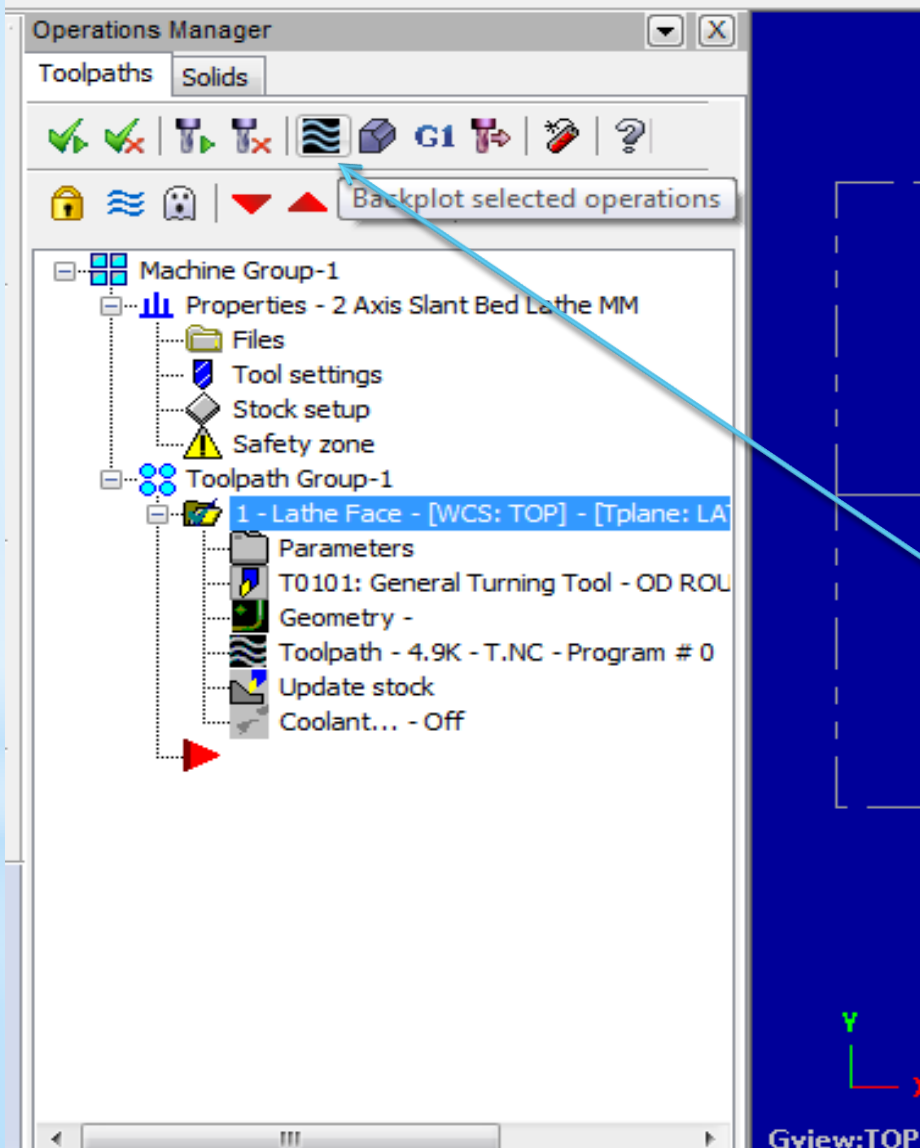 Operations Manager
Toolpaths Solids
G1
Backplot selected operations
Machine Group-1
Properties - 2 Axis Slant Bed Lathe MM
Files
Tool settings
Stock setup
Safety zone
Toolpath Group-1
1 - Lathe Face - [WCS: TOP] - [Tplane: LA
Parameters
T0101: General Turning Tool - OD ROU
Geometry -
Toolpath - 4.9K - T.NC - Program # 0
Update stock
Coolant... - Off
Y
X
Gview:TOP